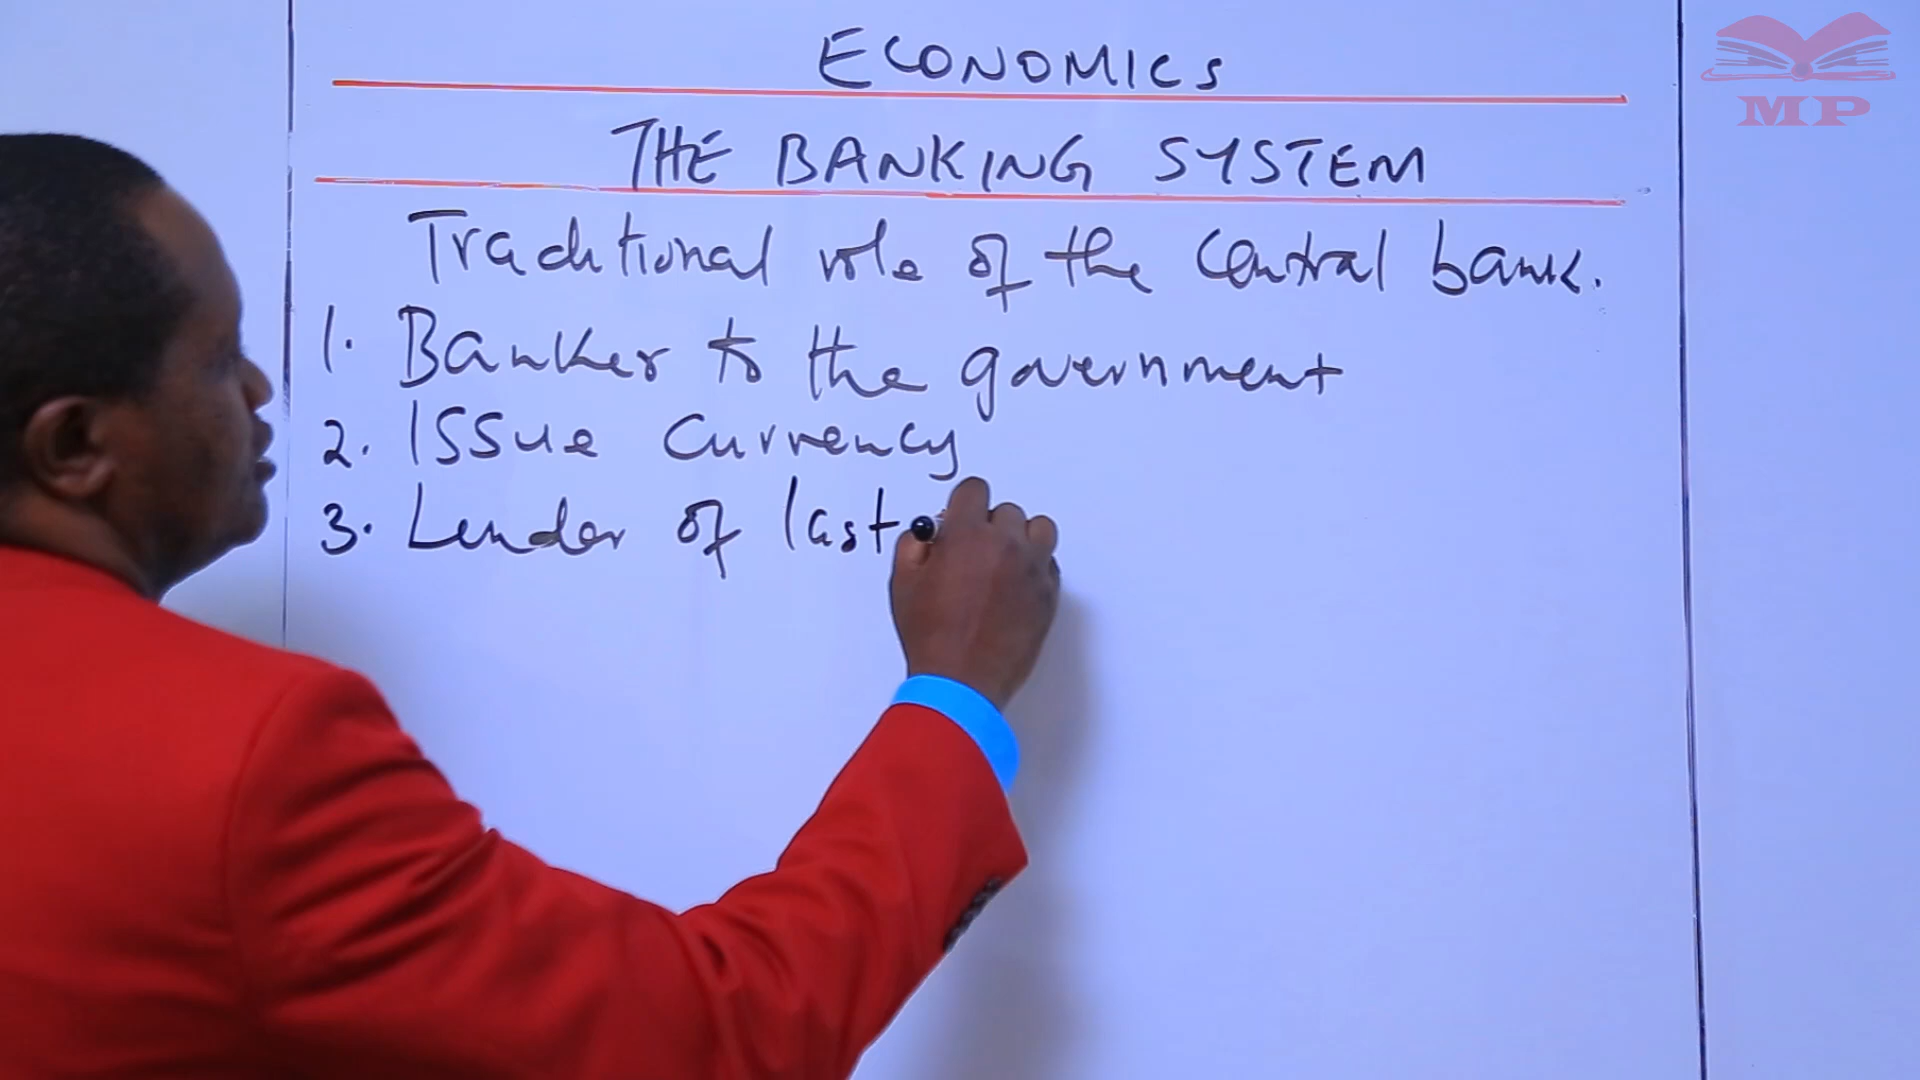 ECONOMICS
THE BANKING SYSTEM
Traditional role of the Central bank.
1. Banker to the government
2. Issue Currency
3. Lender of last
MP